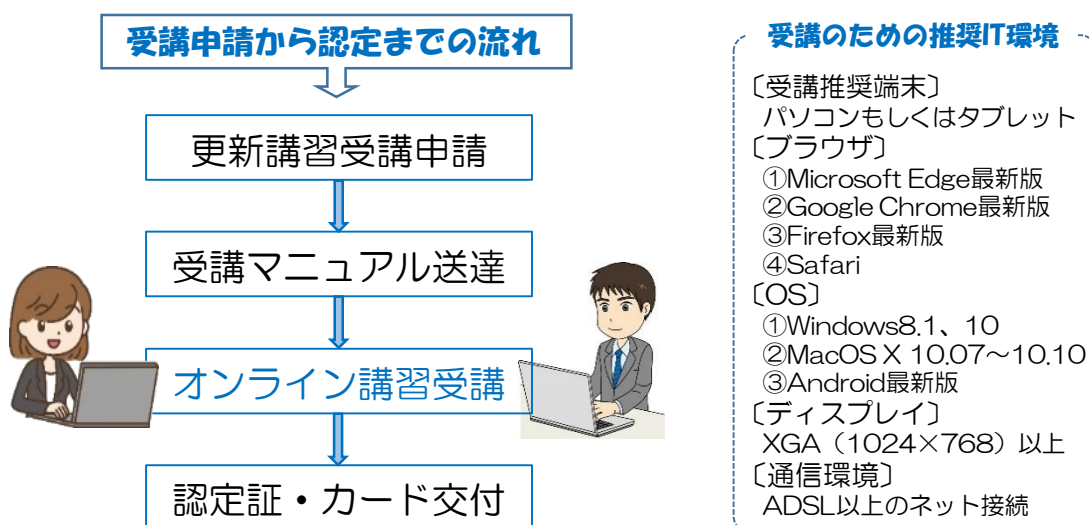 受講申請から認定までの流れ
更新講習受講申請
受講マニュアル送達
オンライン講習受講
認定証・カード交付
受講のための推奨IT環境
〔受講推奨端末〕
パソコンもしくはタブレット
〔ブラウザ〕
①Microsoft Edge最新版
②Google Chrome最新版
③Firefox最新版
④Safari
〔OS〕
①Windows8.1、10
②MacOS X 10.07～10.10
③Android最新版
〔ディスプレイ〕
XGA（1024×768）以上
〔通信環境〕
ADSL以上のネット接続